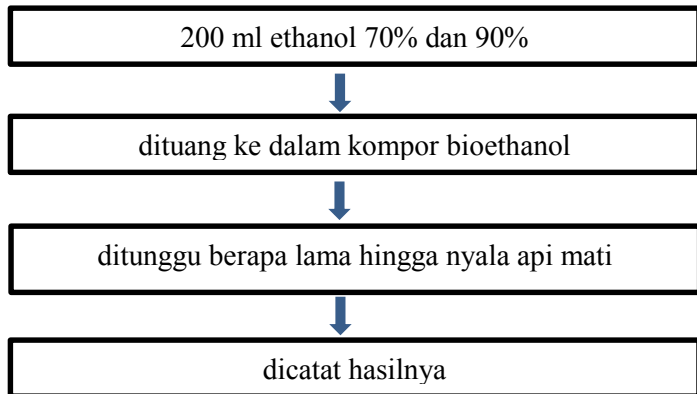 200 ml ethanol 70% dan 90%
dituang ke dalam kompor bioethanol
ditunggu berapa lama hingga nyala api mati
dicatat hasilnya